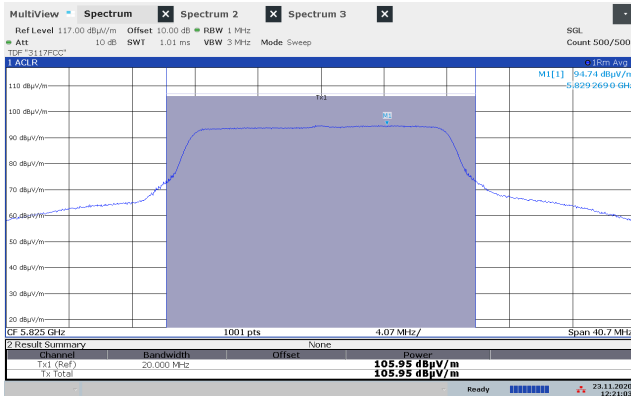 MultiView Spectrum X Spectrum 2 X Spectrum 3 X
Ref Level 117.00 dBµV/m Offset 10.00 dB RBW 1 MHz SGL
Att 10 dB SWT 1.01 ms VBW 3 MHz Mode Sweep Count 500/500
TDF "3117FCC"
1 ACLR 1Rm Avg
M1[1] 94.74 dBµV/m
5.829 2690 GHz
110 dBµV/m
Tx1
100 dBµV/m
M1
90 dBµV/m
80 dBµV/m
70 dBµV/m
60 dBµV/m
50 dBµV/m
40 dBµV/m
30 dBµV/m
20 dBµV/m
CF 5.825 GHz 1001 pts 4.07 MHz/ Span 40.7 MHz
2 Result Summary None
Channel Bandwidth Offset Power
Tx1 (Ref) 20.000 MHz 105.95 dBµV/m
Tx Total 105.95 dBµV/m
Ready 23.11.2020
12:21:03